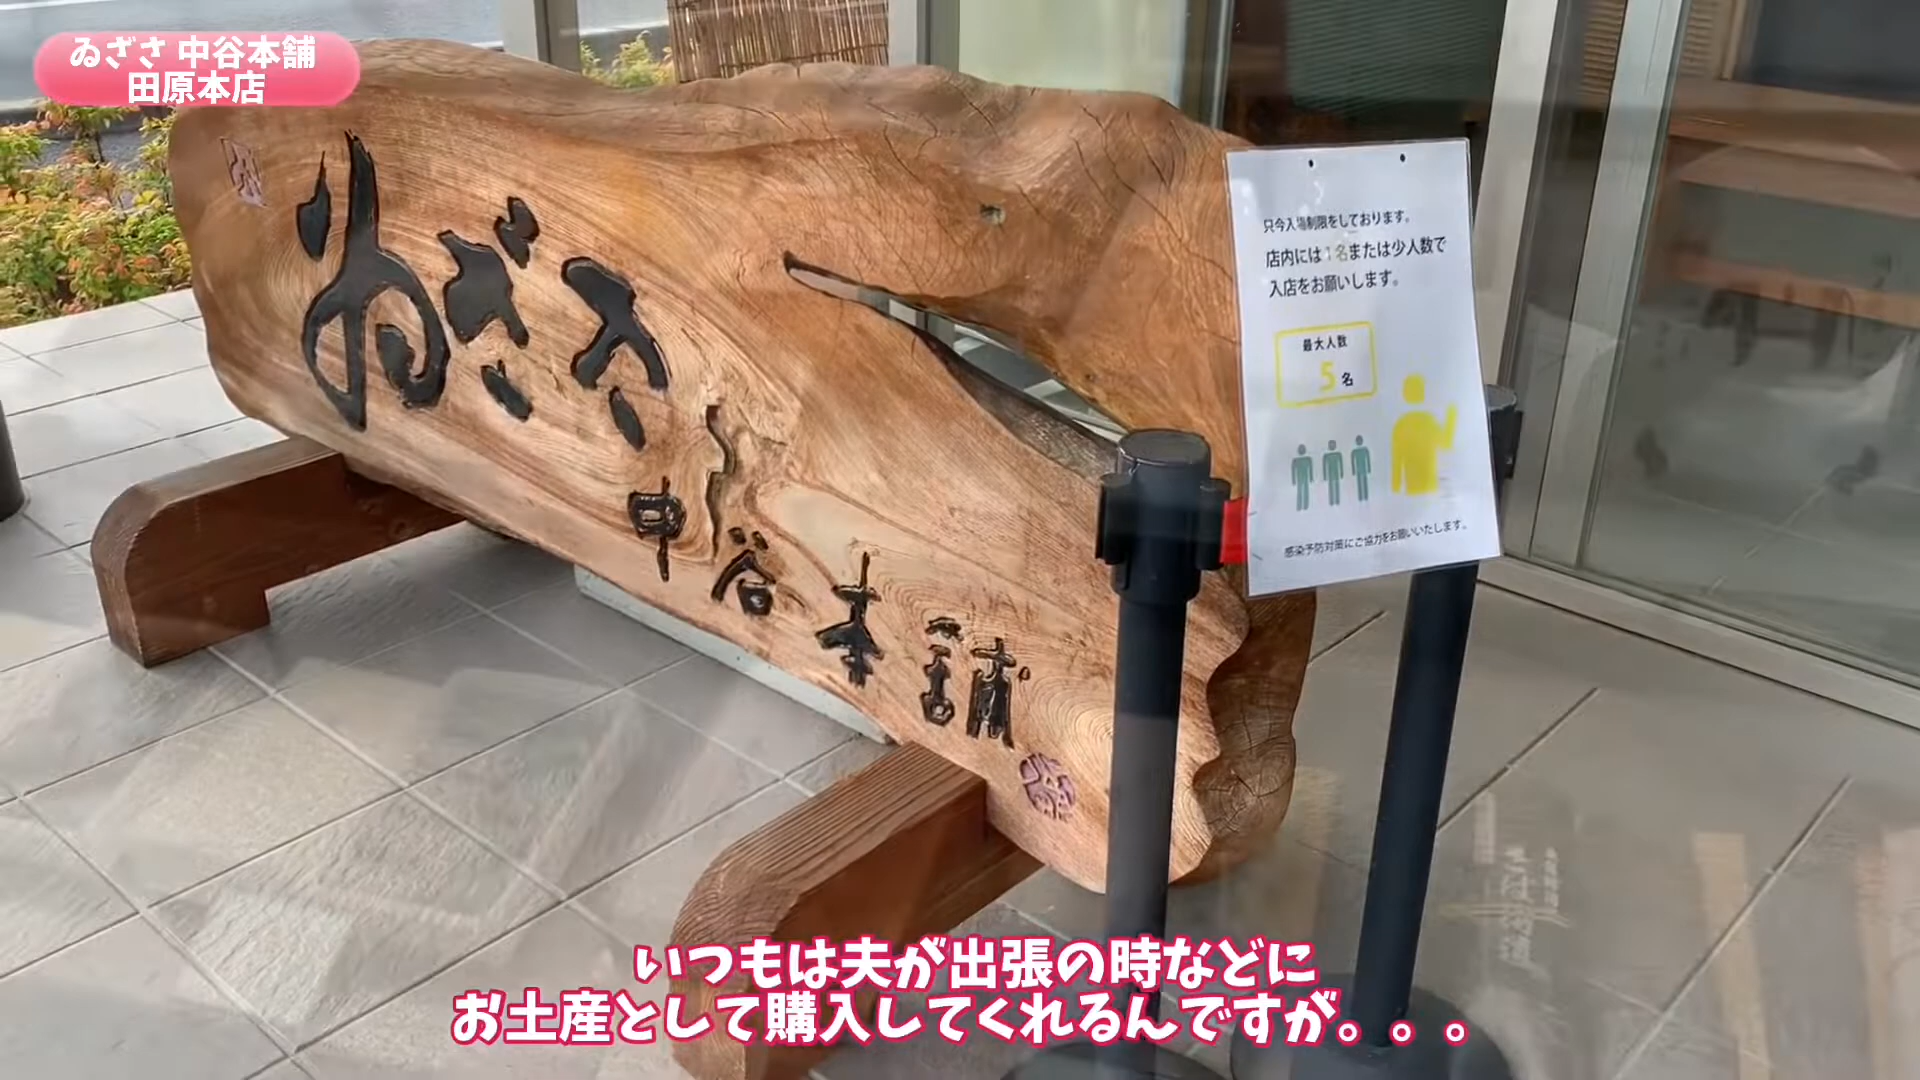 ゐざさ 中谷本舗
田原本店
ゐざさ
中谷本舗
只今入場制限をしております。
店内には1名または少人数で
入店をお願いします。
最大人数
5名
感染予防対策にご協力をお願いいたします。
いつもは夫が出張の時などに
お土産として購入してくれるんですが。。。